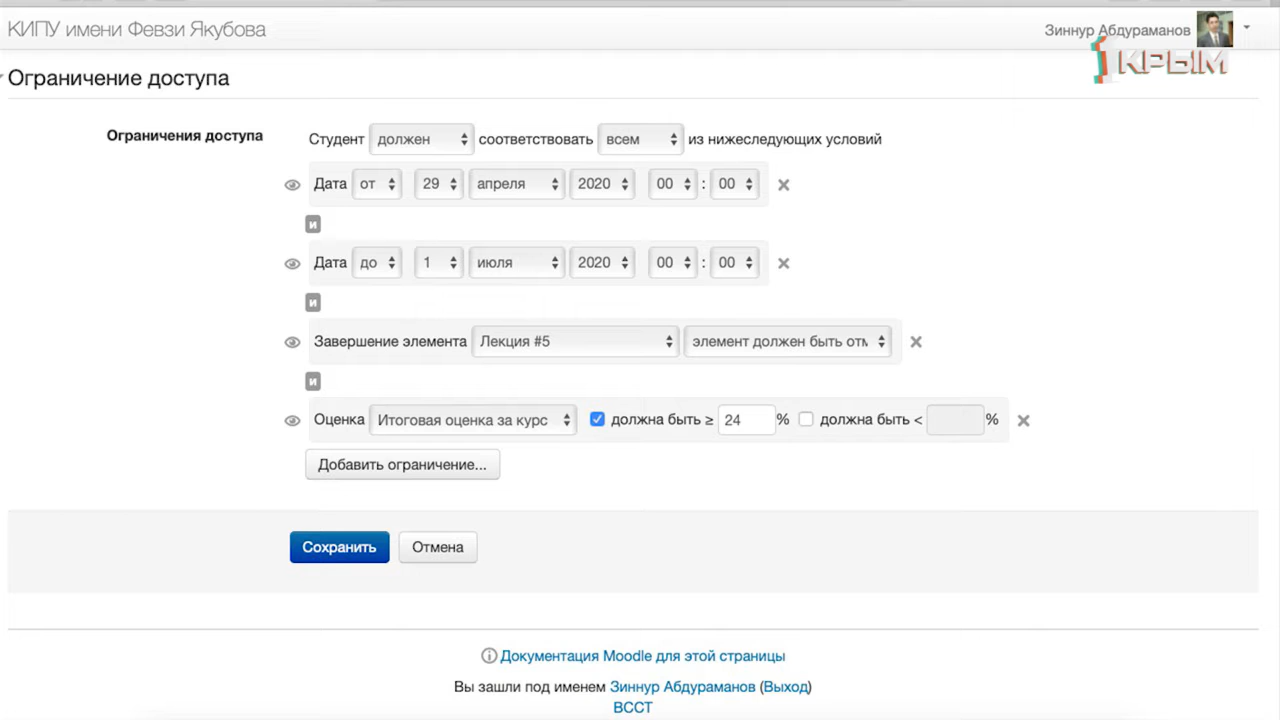 КИПУ имени Февзи Якубова
Зиннур Абдураманов
КРЫМ
Ограничение доступа
Ограничения доступа
Студент должен соответствовать всем из нижеследующих условий
Дата от 29 апреля 2020 00 : 00
и
Дата до 1 июля 2020 00 : 00
и
Завершение элемента Лекция #5 элемент должен быть отм
и
Оценка Итоговая оценка за курс должна быть ≥ 24 % должна быть < %
Добавить ограничение...
Сохранить Отмена
Документация Moodle для этой страницы
Вы зашли под именем Зиннур Абдураманов (Выход)
ВССТ